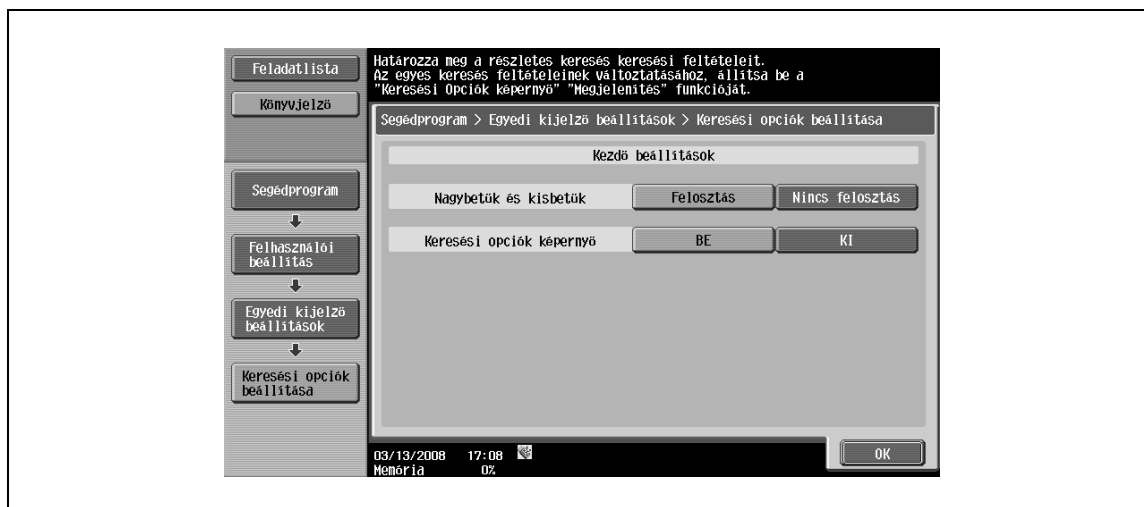 Feladatlista
Könyvjelző
Segédprogram
Felhasználói
beállítás
Egyedi kijelző
beállítások
Keresési opciók
beállítása
Határozza meg a részletes keresés keresési feltételeit.
Az egyes keresés feltételeinek változtatásához, állítsa be a
"Keresési Opciók képernyő" "Megjelenítés" funkcióját.
Segédprogram > Egyedi kijelző beállítások > Keresési opciók beállítása
Kezdő beállítások
Nagybetűk és kisbetűk
Felosztás
Nincs felosztás
Keresési opciók képernyő
BE
KI
03/13/2008 17:08
Memória 0%
OK